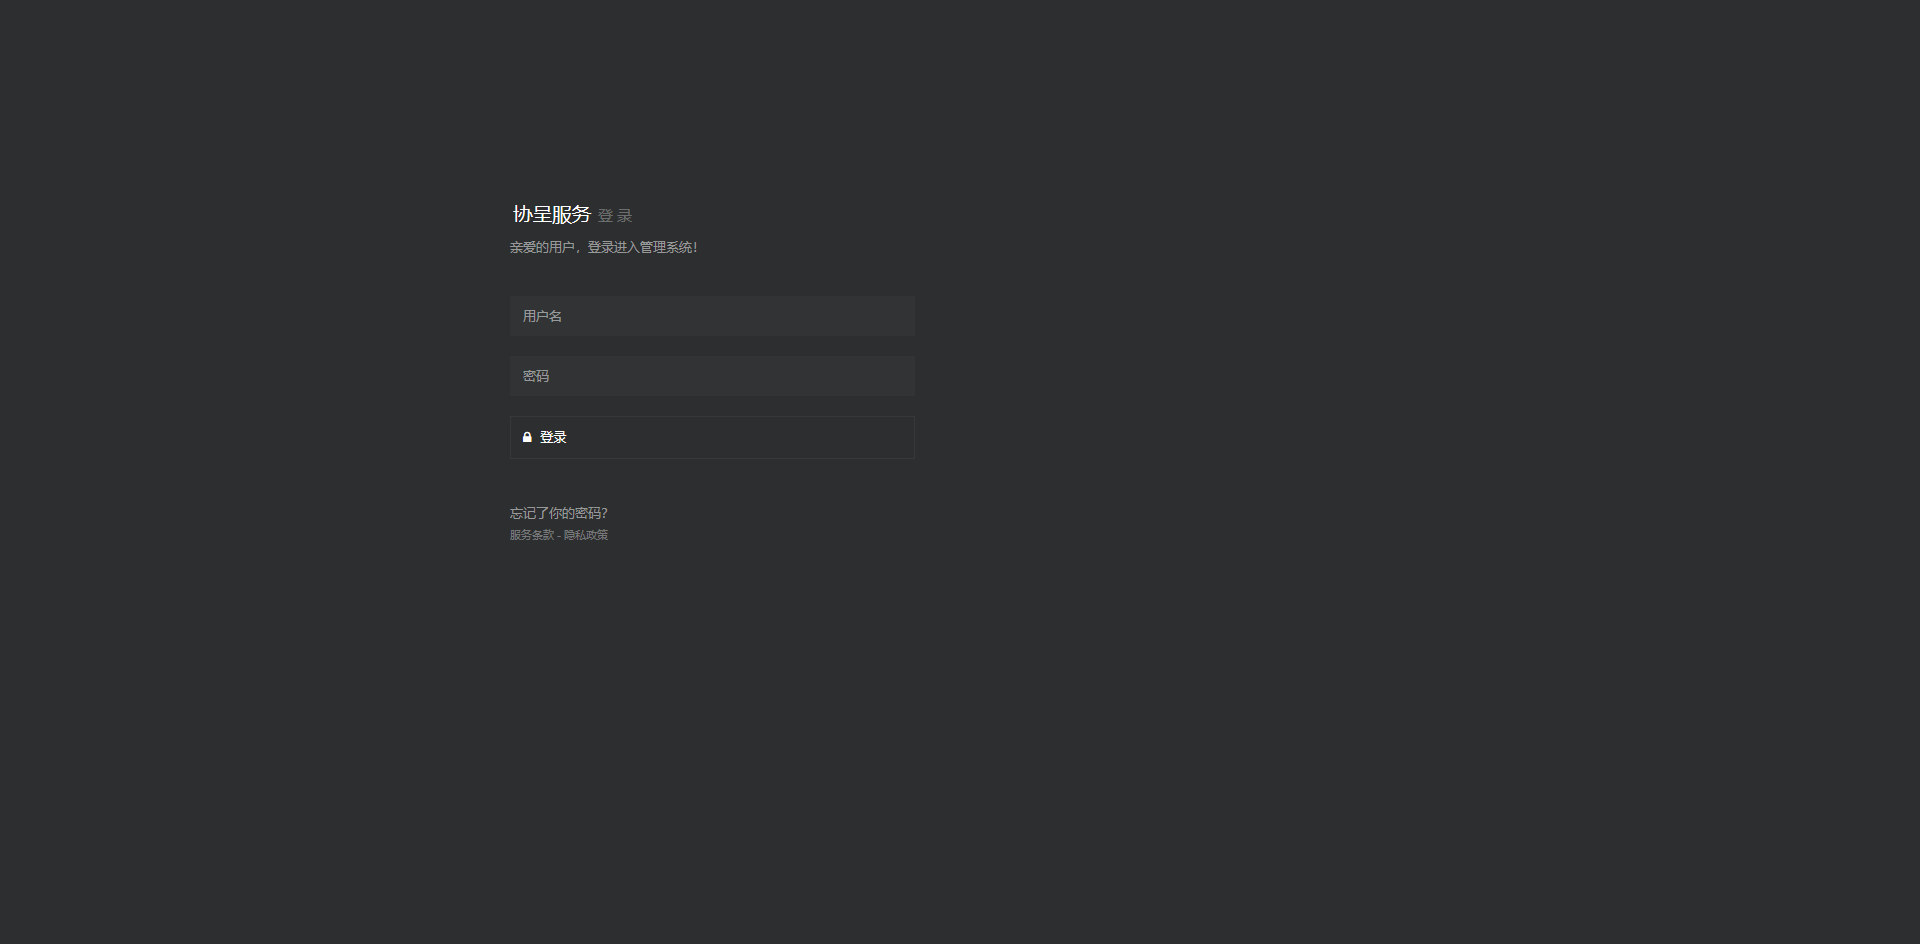 协呈服务 登 录
亲爱的用户，登录进入管理系统！
用户名
密码
登录
忘记了你的密码？
服务条款 - 隐私政策